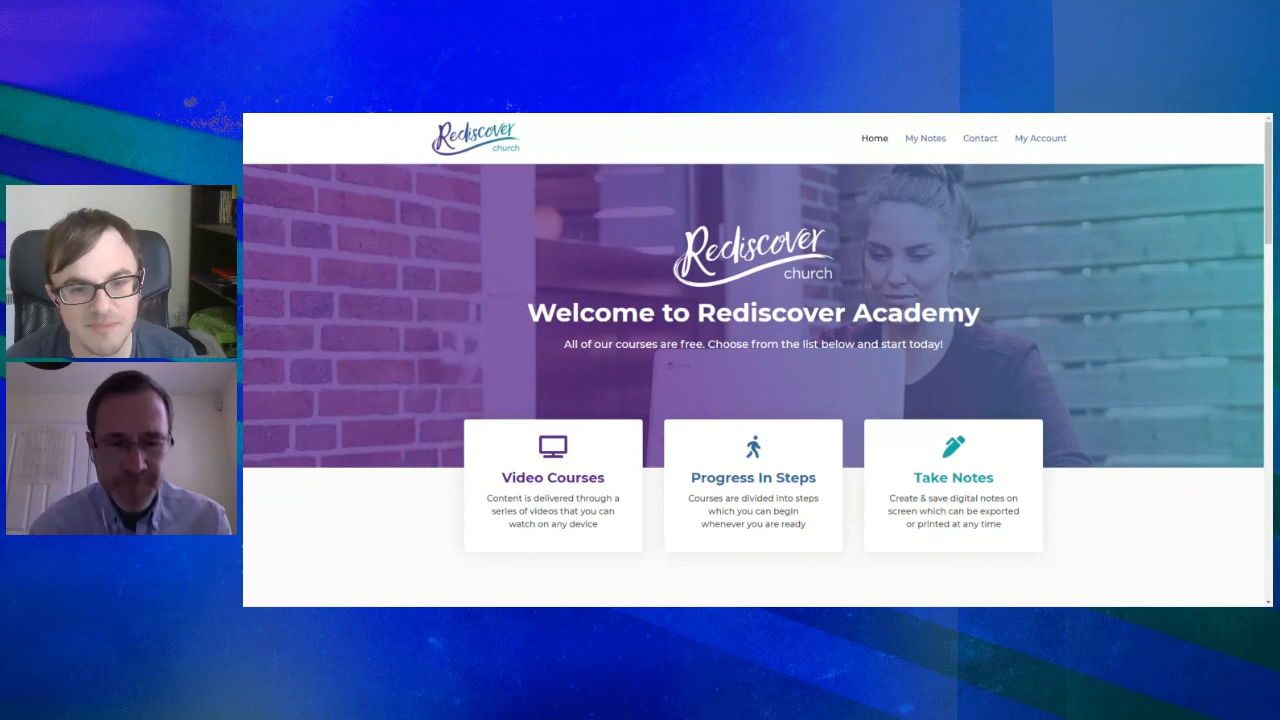 Rediscover
church
Home
My Notes
Contact
My Account
Rediscover
church
Welcome to Rediscover Academy
All of our courses are free. Choose from the list below and start today!
Video Courses
Content is delivered through a
series of videos that you can
watch on any device
Progress In Steps
Courses are divided into steps
which you can begin
whenever you are ready
Take Notes
Create & save digital notes on
screen which can be exported
or printed at any time